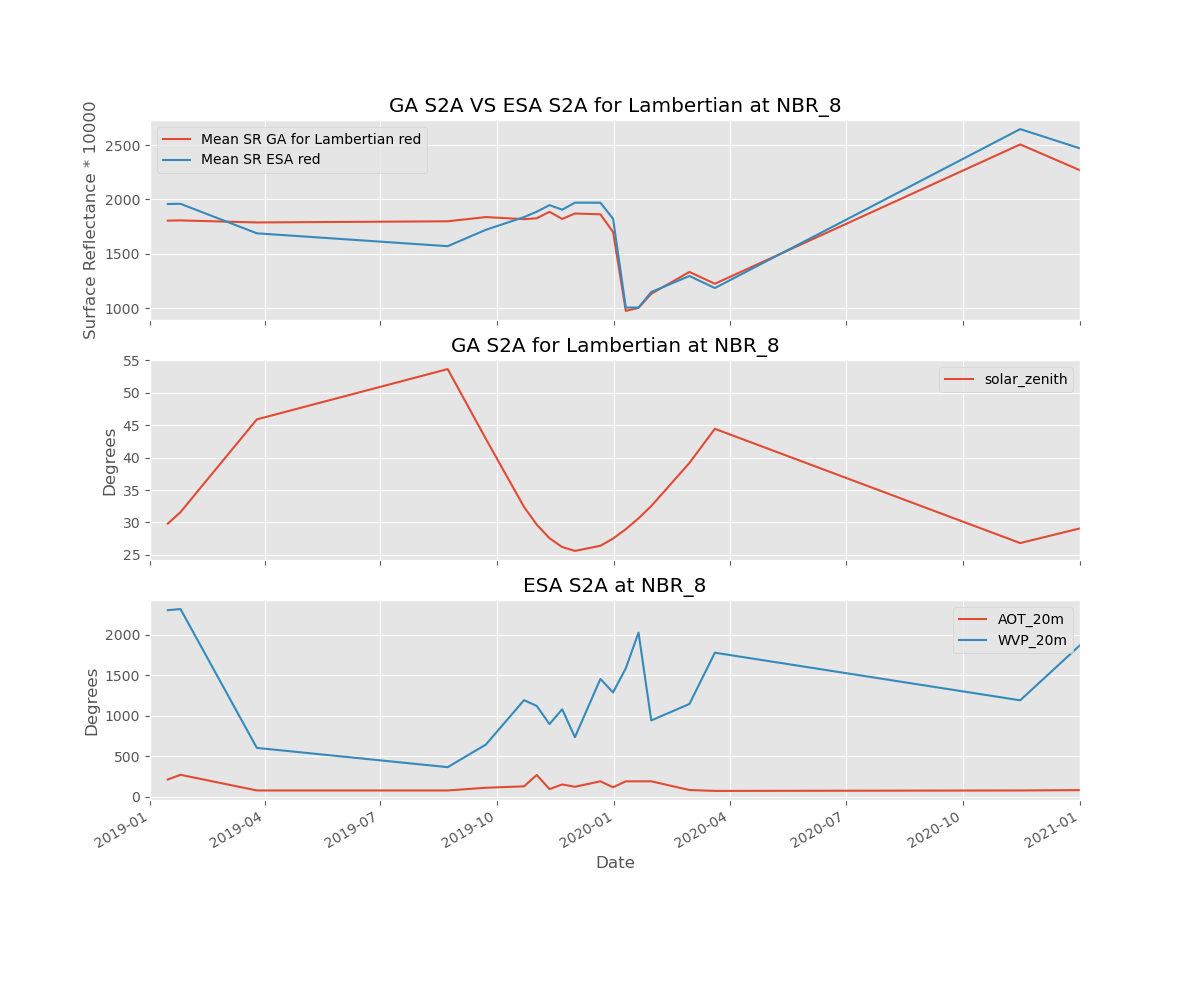 GA S2A VS ESA S2A for Lambertian at NBR_8
Surface Reflectance * 10000
2500
2000
1500
1000
Mean SR GA for Lambertian red
Mean SR ESA red
GA S2A for Lambertian at NBR_8
Degrees
55
50
45
40
35
30
25
solar_zenith
ESA S2A at NBR_8
Degrees
2000
1500
1000
500
0
AOT_20m
WVP_20m
2019-01
2019-04
2019-07
2019-10
2020-01
2020-04
2020-07
2020-10
2021-01
Date